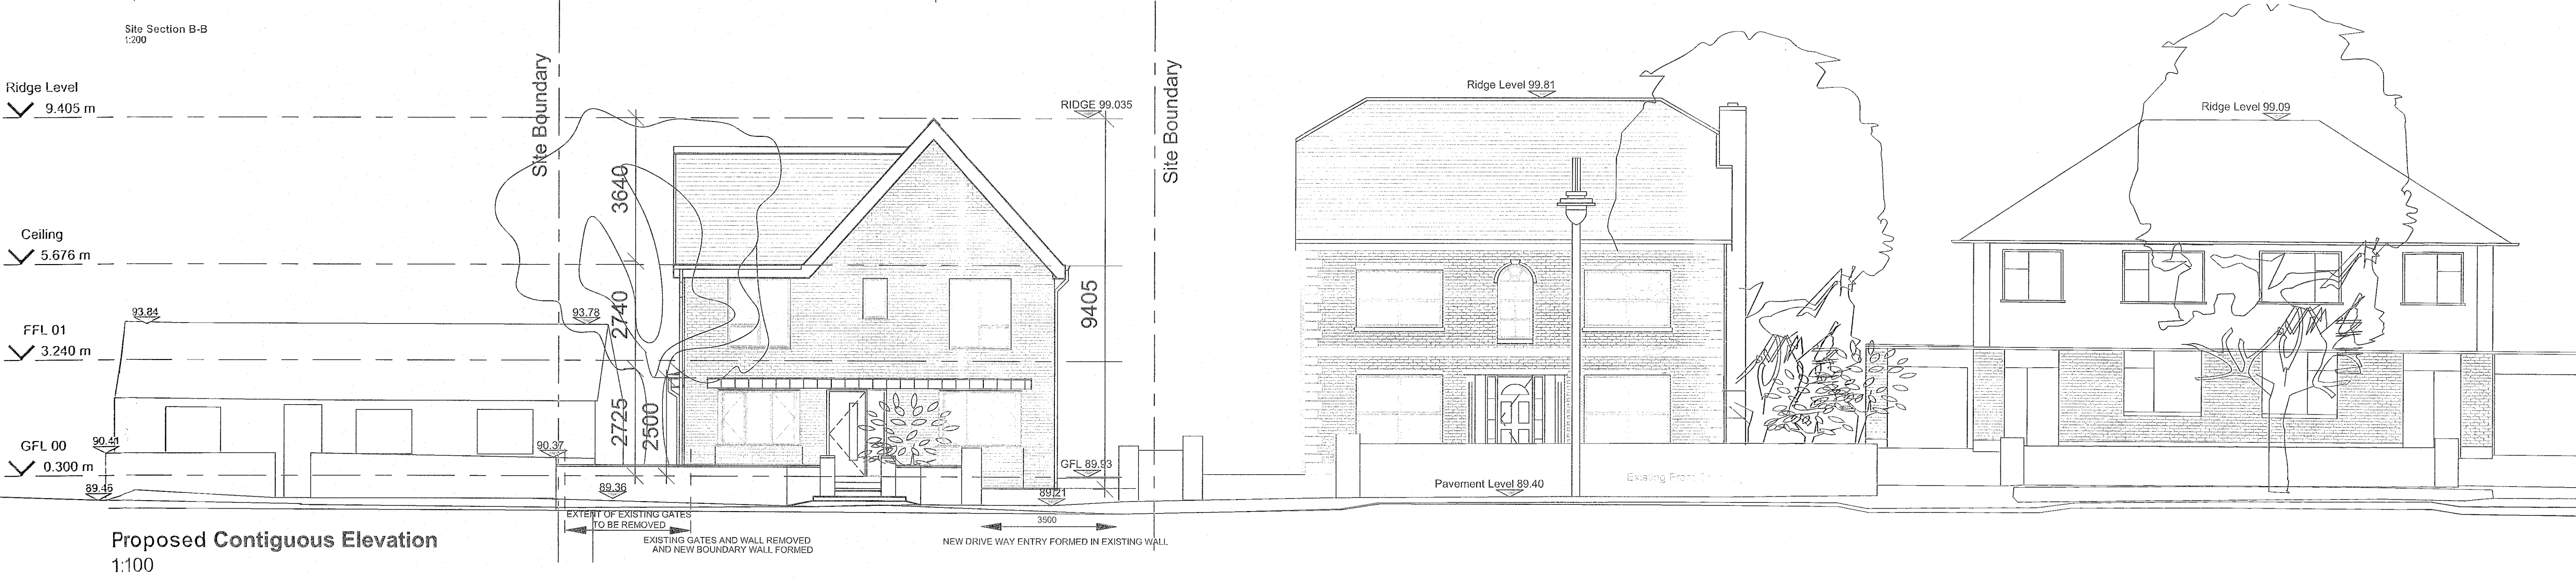 Site Section B-B
1:200
Ridge Level
9.405 m
Ceiling
5.676 m
FFL 01
3.240 m
GFL 00
0.300 m
Site Boundary
Site Boundary
93.84
93.78
90.41
90.37
89.46
89.36
3640
2740
2725
2500
RIDGE 99.035
9405
GFL 89.93
89.21
3500
EXTENT OF EXISTING GATES
TO BE REMOVED
EXISTING GATES AND WALL REMOVED
AND NEW BOUNDARY WALL FORMED
NEW DRIVE WAY ENTRY FORMED IN EXISTING WALL
Ridge Level 99.81
Pavement Level 89.40
Existing Front
Ridge Level 99.09
Proposed Contiguous Elevation
1:100